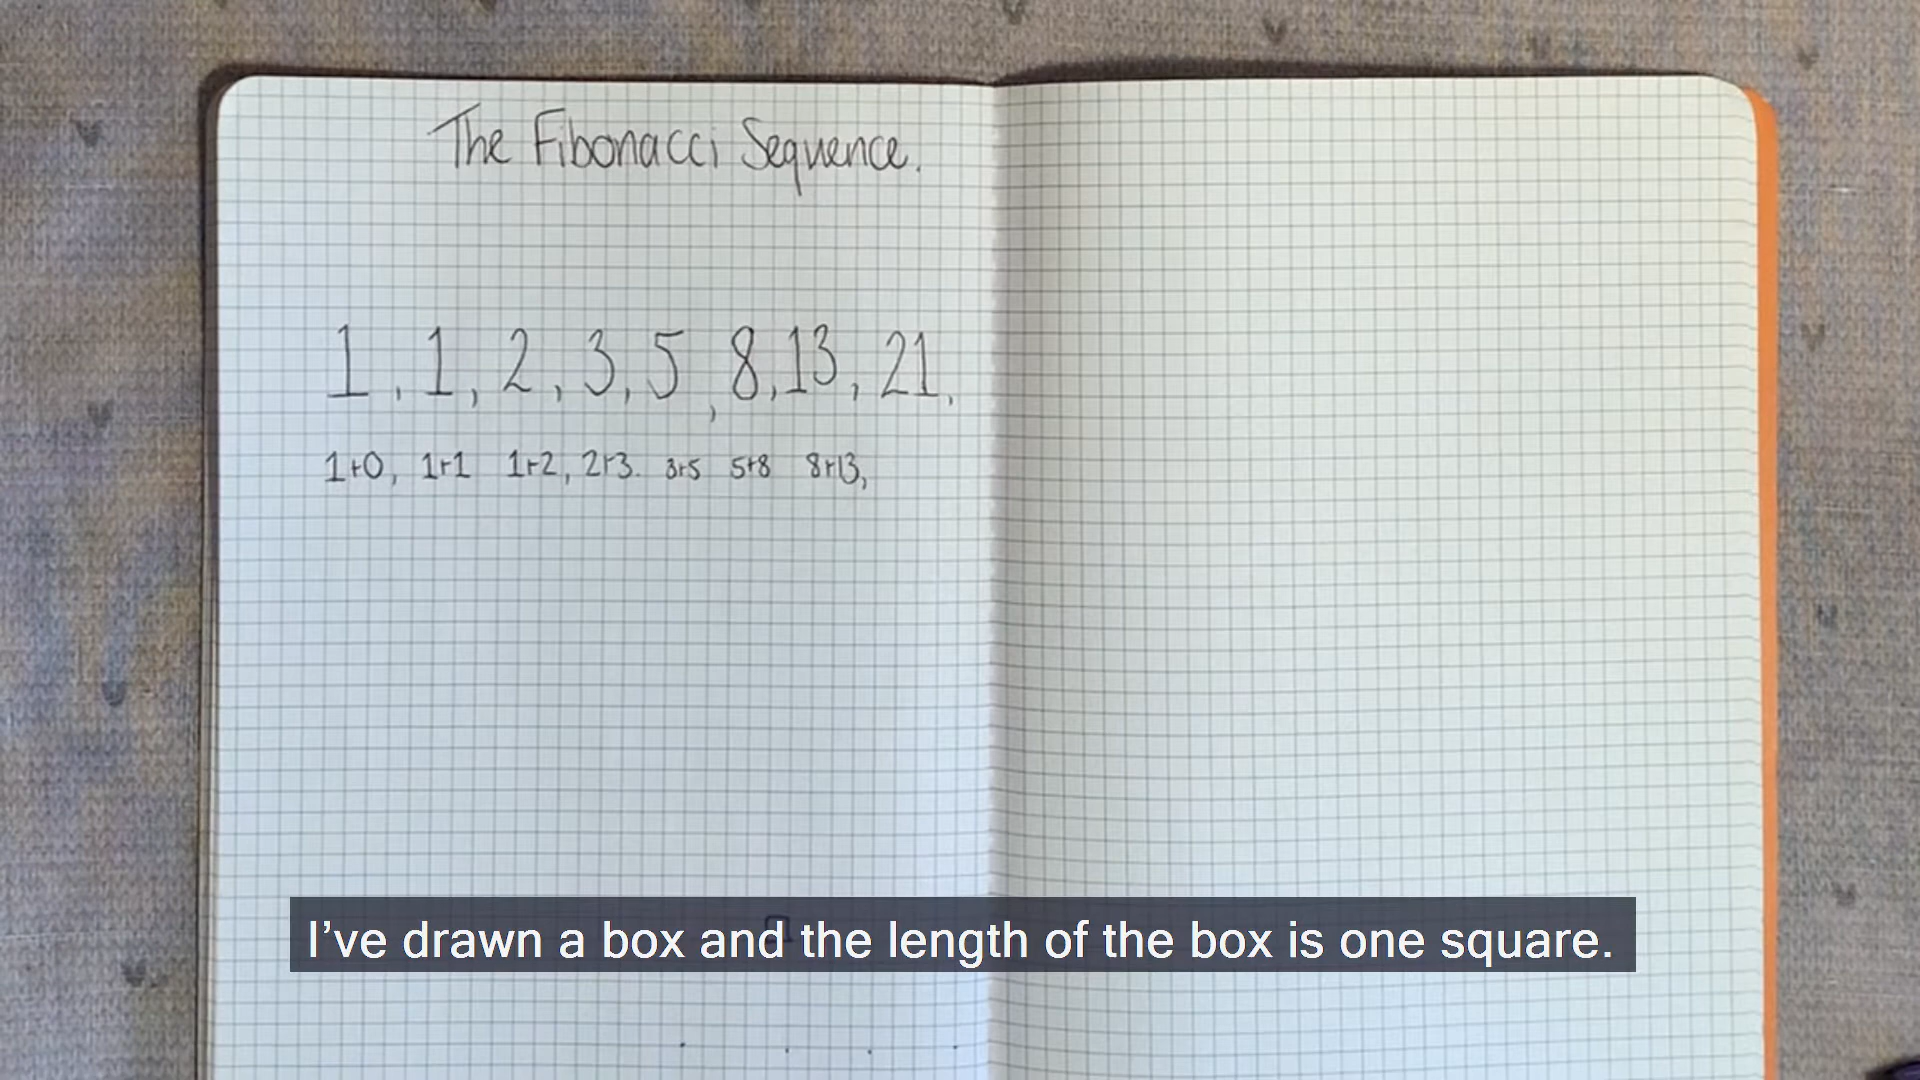 The Fibonacci Sequence.
1, 1, 2, 3, 5, 8, 13, 21,
1+0, 1+1 1+2, 2+3. 3+5 5+8 8+13,
I’ve drawn a box and the length of the box is one square.